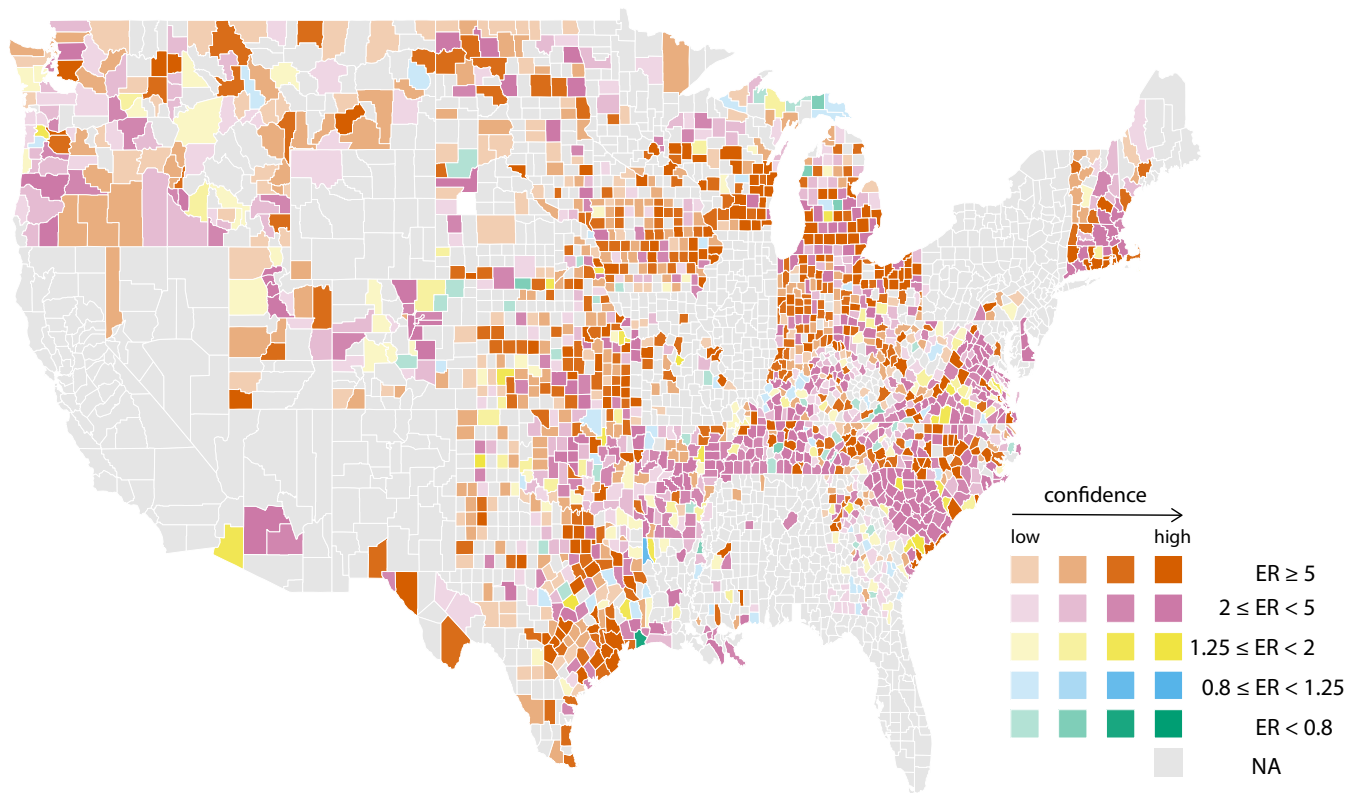 confidence
low high
ER ≥ 5
2 ≤ ER < 5
1.25 ≤ ER < 2
0.8 ≤ ER < 1.25
ER < 0.8
NA